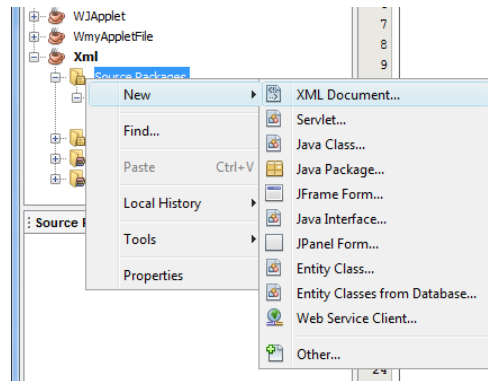 WJApplet
WmyAppletFile
Xml
Source Packages
New
Find...
Paste Ctrl+V
Local History
Tools
Properties
XML Document...
Servlet...
Java Class...
Java Package...
JFrame Form...
Java Interface...
JPanel Form...
Entity Class...
Entity Classes from Database...
Web Service Client...
Other...
: Source
7
8
9
24